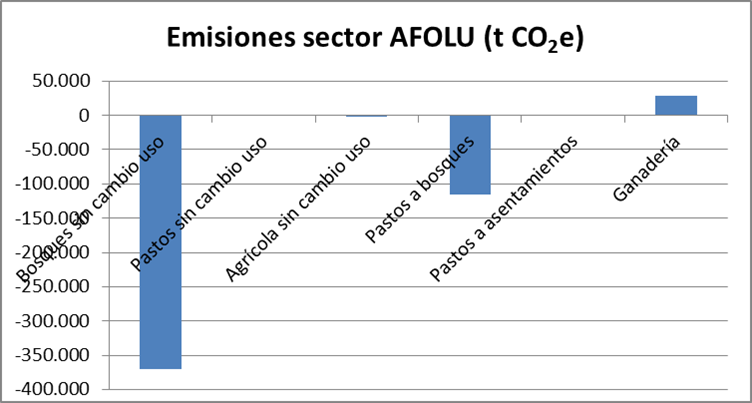 Emisiones sector AFOLU (t CO₂e)
50.000
0
-50.000
-100.000
-150.000
-200.000
-250.000
-300.000
-350.000
-400.000
Bosques sin cambio uso
Pastos sin cambio uso
Agrícola sin cambio uso
Pastos a bosques
Pastos a asentamientos
Ganadería